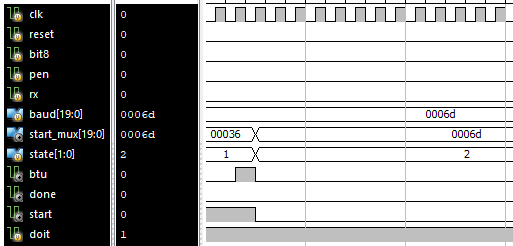 clk 0
reset 0
bit8 0
pen 0
rx 0
baud[19:0] 0006d 0006d
start_mux[19:0] 0006d 00036 0006d
state[1:0] 2 1 2
btu 0
done 0
start 0
doit 1